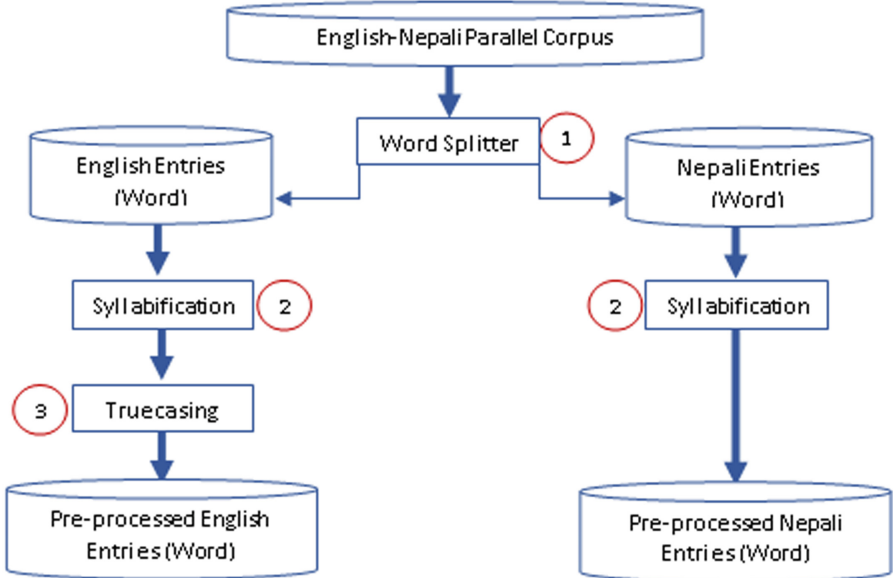 English-Nepali Parallel Corpus
Word Splitter
1
English Entries
(Word)
Nepali Entries
(Word)
Syllabification
2
2
Syllabification
3
Truecasing
Pre-processed English
Entries (Word)
Pre-processed Nepali
Entries (Word)